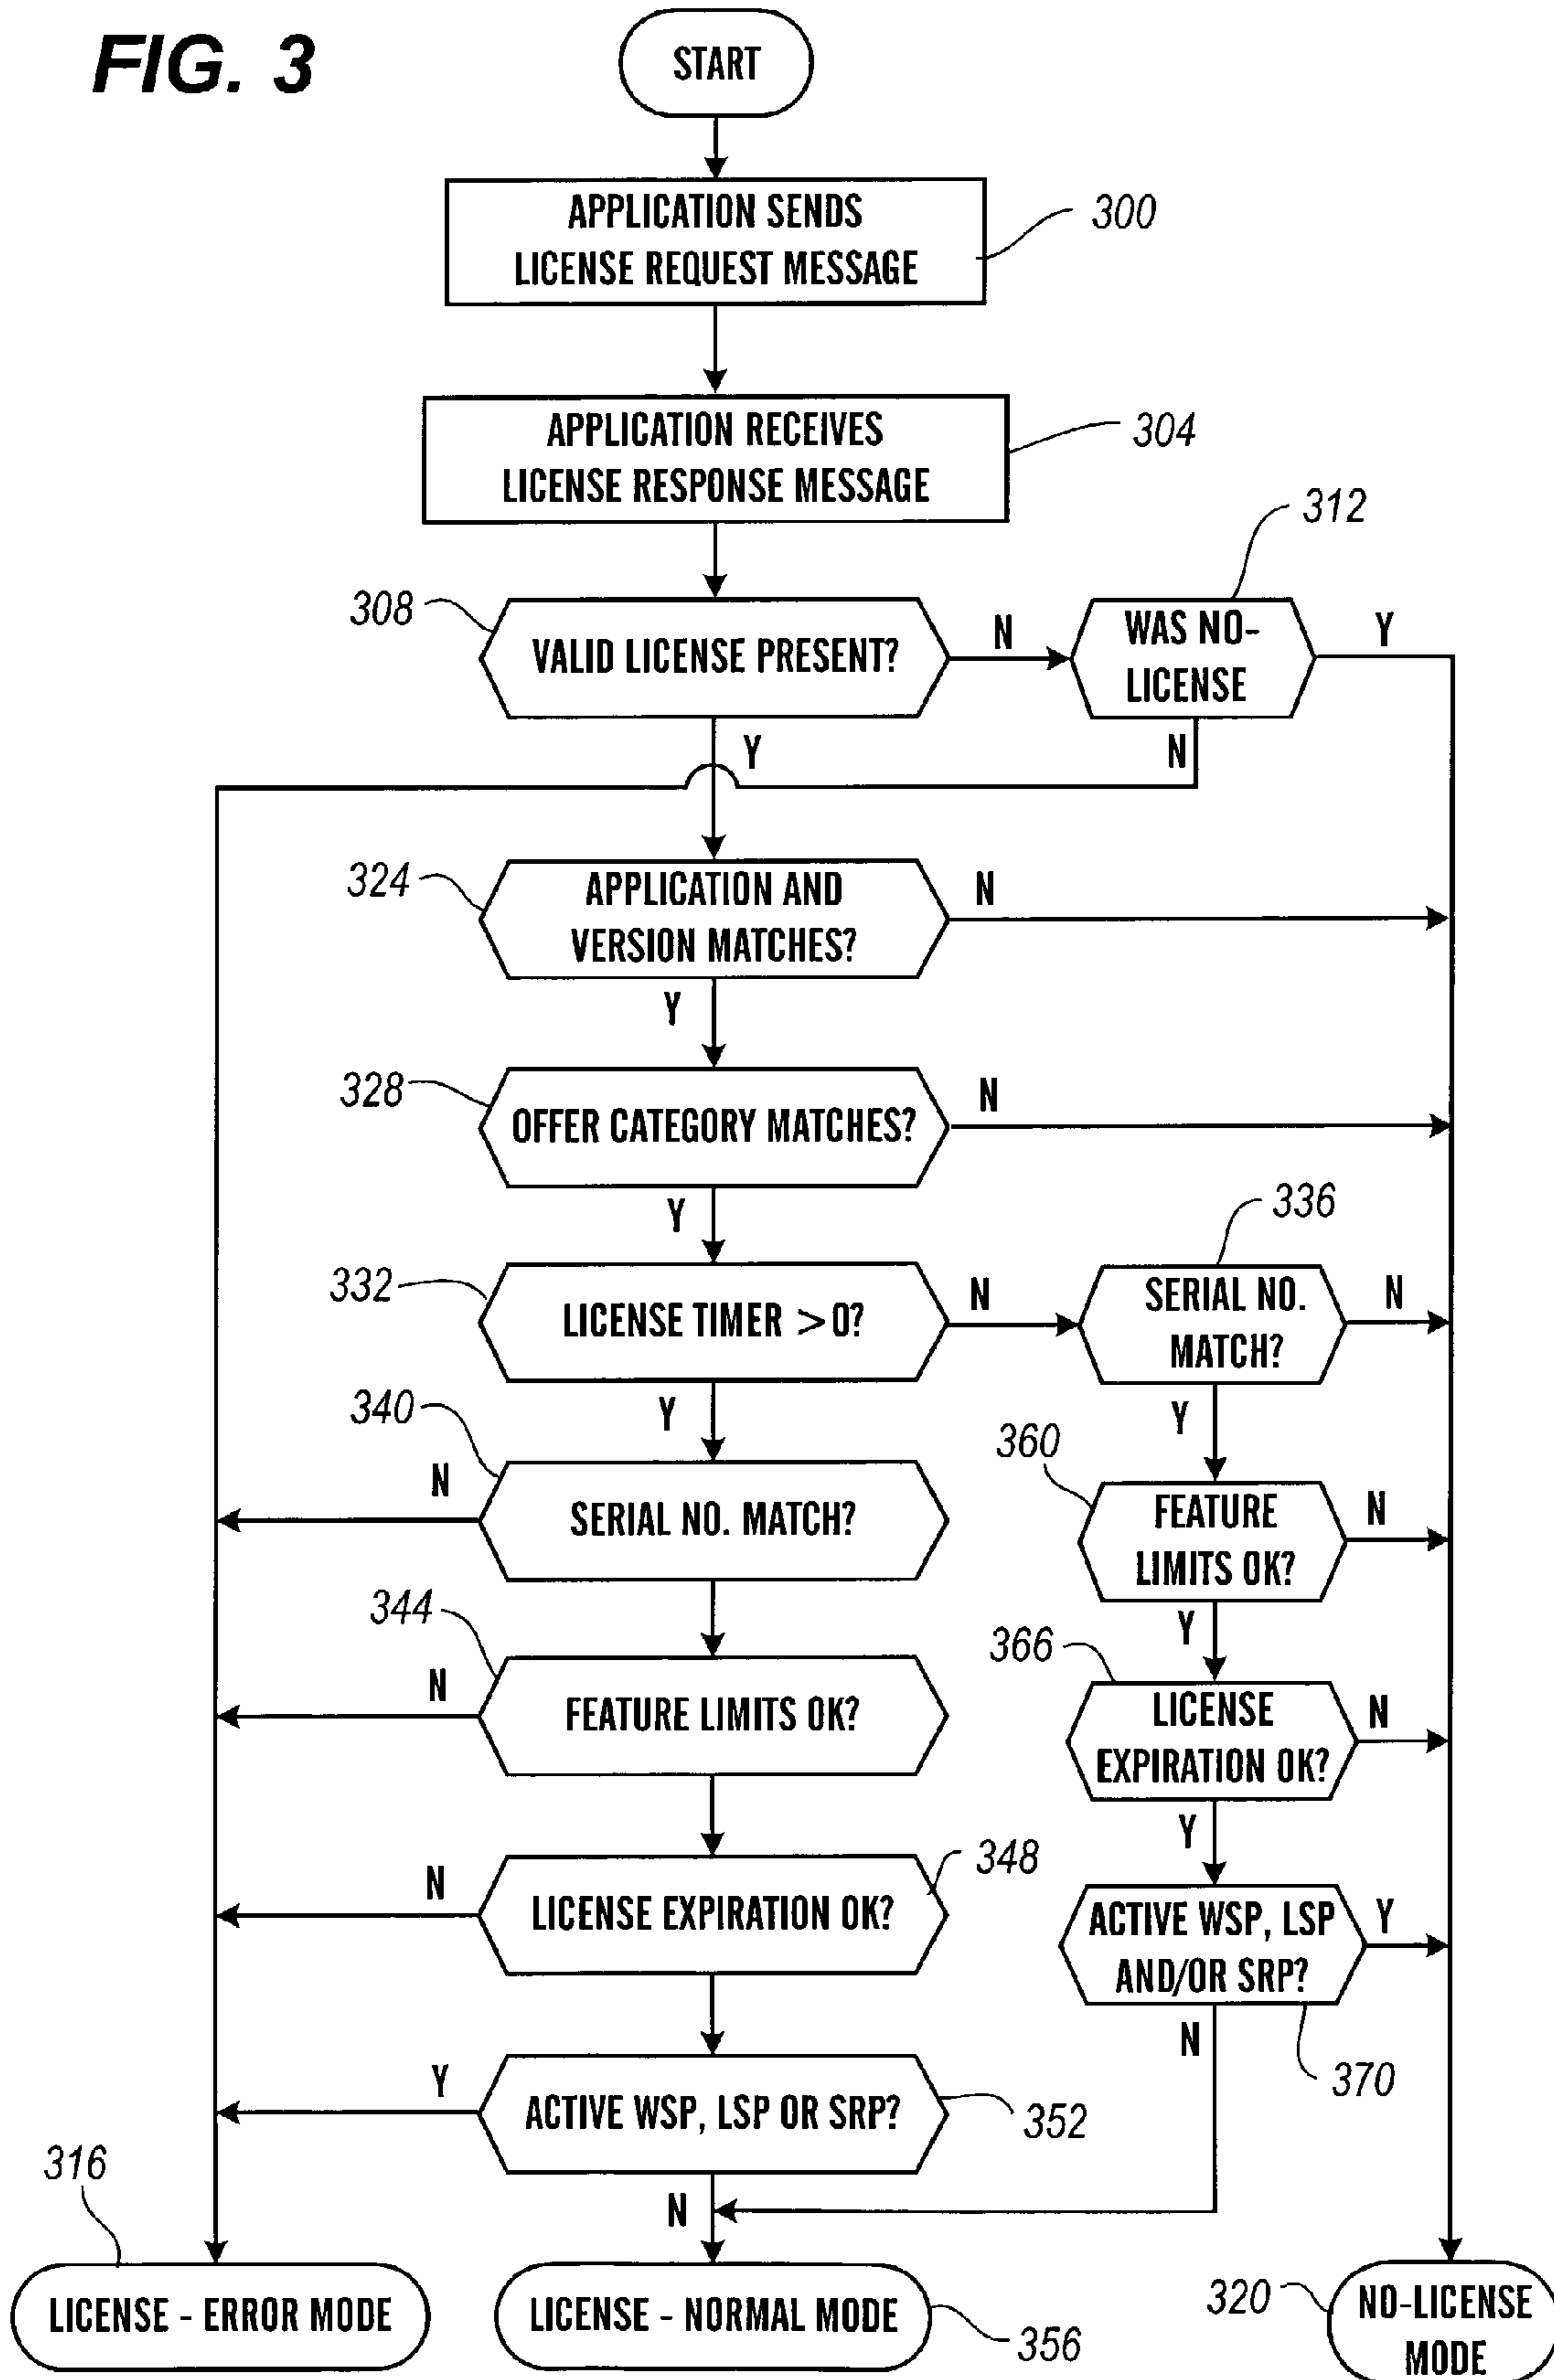 FIG. 3
START
APPLICATION SENDS
LICENSE REQUEST MESSAGE
300
APPLICATION RECEIVES
LICENSE RESPONSE MESSAGE
304
312
308
VALID LICENSE PRESENT?
N
WAS NO-
LICENSE
Y
Y
N
324
APPLICATION AND
VERSION MATCHES?
N
Y
328
OFFER CATEGORY MATCHES?
N
Y
336
332
LICENSE TIMER >0?
N
SERIAL NO.
MATCH?
N
Y
Y
340
N
SERIAL NO. MATCH?
360
FEATURE
LIMITS OK?
N
344
N
FEATURE LIMITS OK?
Y
366
LICENSE
EXPIRATION OK?
N
Y
N
LICENSE EXPIRATION OK?
348
ACTIVE WSP, LSP
AND/OR SRP?
Y
N
370
Y
ACTIVE WSP, LSP OR SRP?
352
N
316
LICENSE - ERROR MODE
LICENSE - NORMAL MODE
356
320
NO-LICENSE
MODE